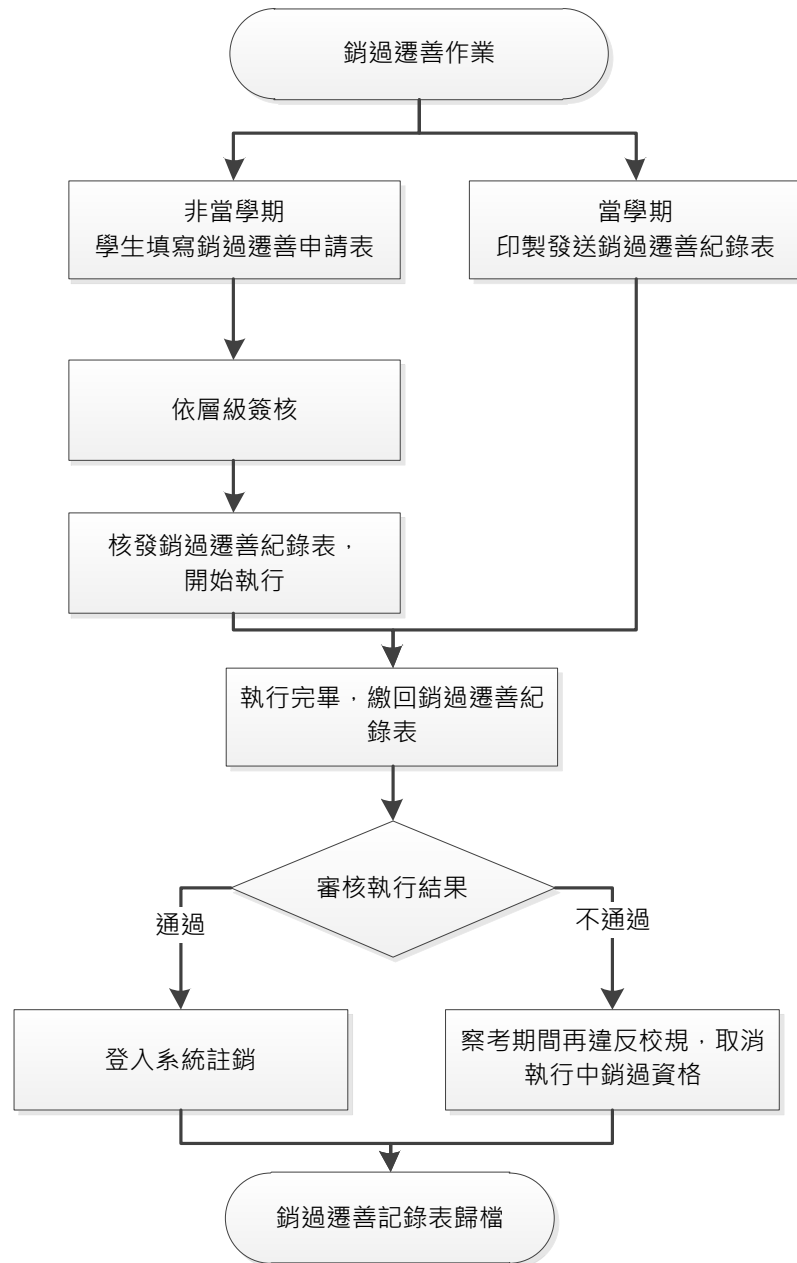 銷過遷善作業
非當學期
學生填寫銷過遷善申請表
當學期
印製發送銷過遷善紀錄表
依層級簽核
核發銷過遷善紀錄表，
開始執行
執行完畢，繳回銷過遷善紀
錄表
審核執行結果
通過
不通過
登入系統註銷
察考期間再違反校規，取消
執行中銷過資格
銷過遷善記錄表歸檔